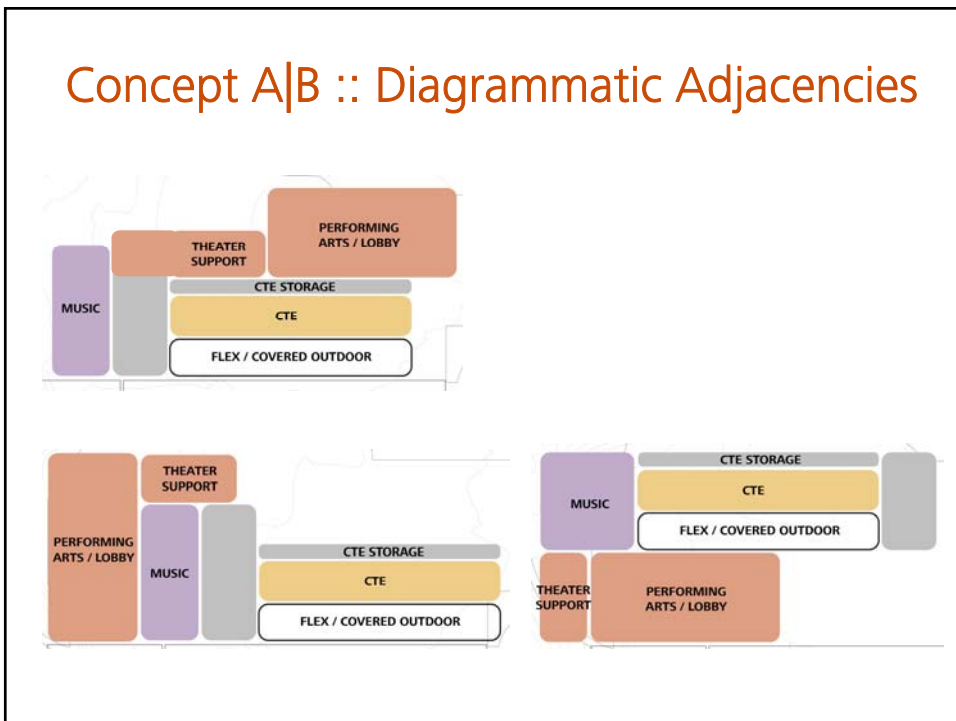 Concept A|B :: Diagrammatic Adjacencies
PERFORMING
ARTS / LOBBY
THEATER
SUPPORT
CTE STORAGE
MUSIC
CTE
FLEX / COVERED OUTDOOR
THEATER
SUPPORT
PERFORMING
ARTS / LOBBY
MUSIC
CTE STORAGE
CTE
FLEX / COVERED OUTDOOR
CTE STORAGE
CTE
MUSIC
FLEX / COVERED OUTDOOR
THEATER
SUPPORT
PERFORMING
ARTS / LOBBY